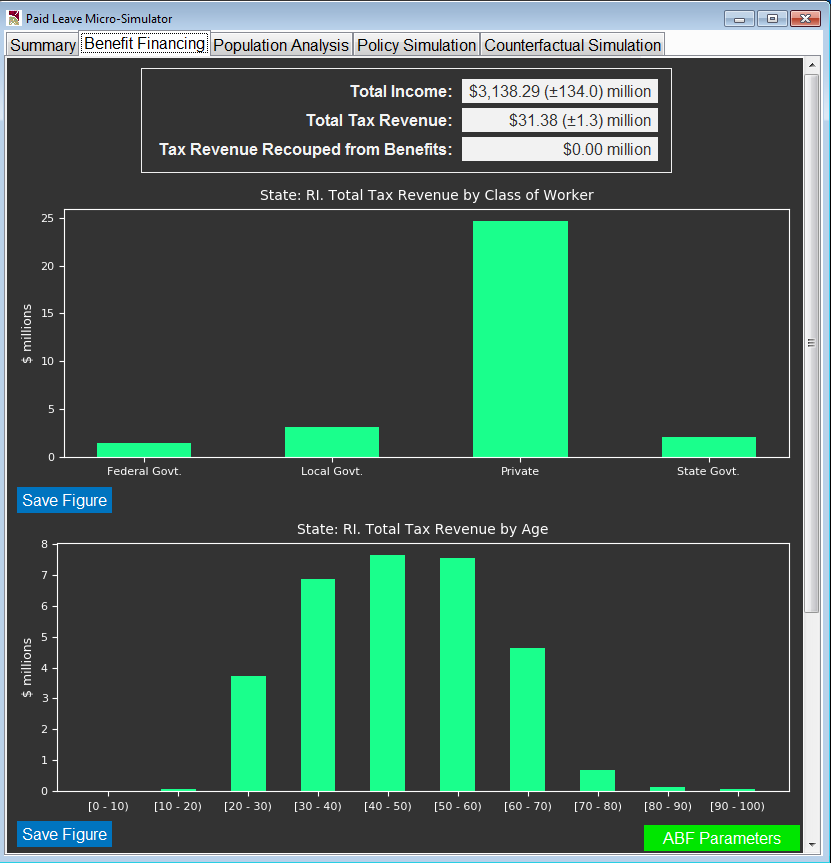 Paid Leave Micro-Simulator
Summary Benefit Financing Population Analysis Policy Simulation Counterfactual Simulation
Total Income: $3,138.29 (±134.0) million
Total Tax Revenue: $31.38 (±1.3) million
Tax Revenue Recouped from Benefits: $0.00 million
State: RI. Total Tax Revenue by Class of Worker
25
20
15
10
5
0
$ millions
Federal Govt. Local Govt. Private State Govt.
Save Figure
State: RI. Total Tax Revenue by Age
8
7
6
5
4
3
2
1
0
$ millions
[0 - 10) [10 - 20) [20 - 30) [30 - 40) [40 - 50) [50 - 60) [60 - 70) [70 - 80) [80 - 90) [90 - 100)
Save Figure
ABF Parameters